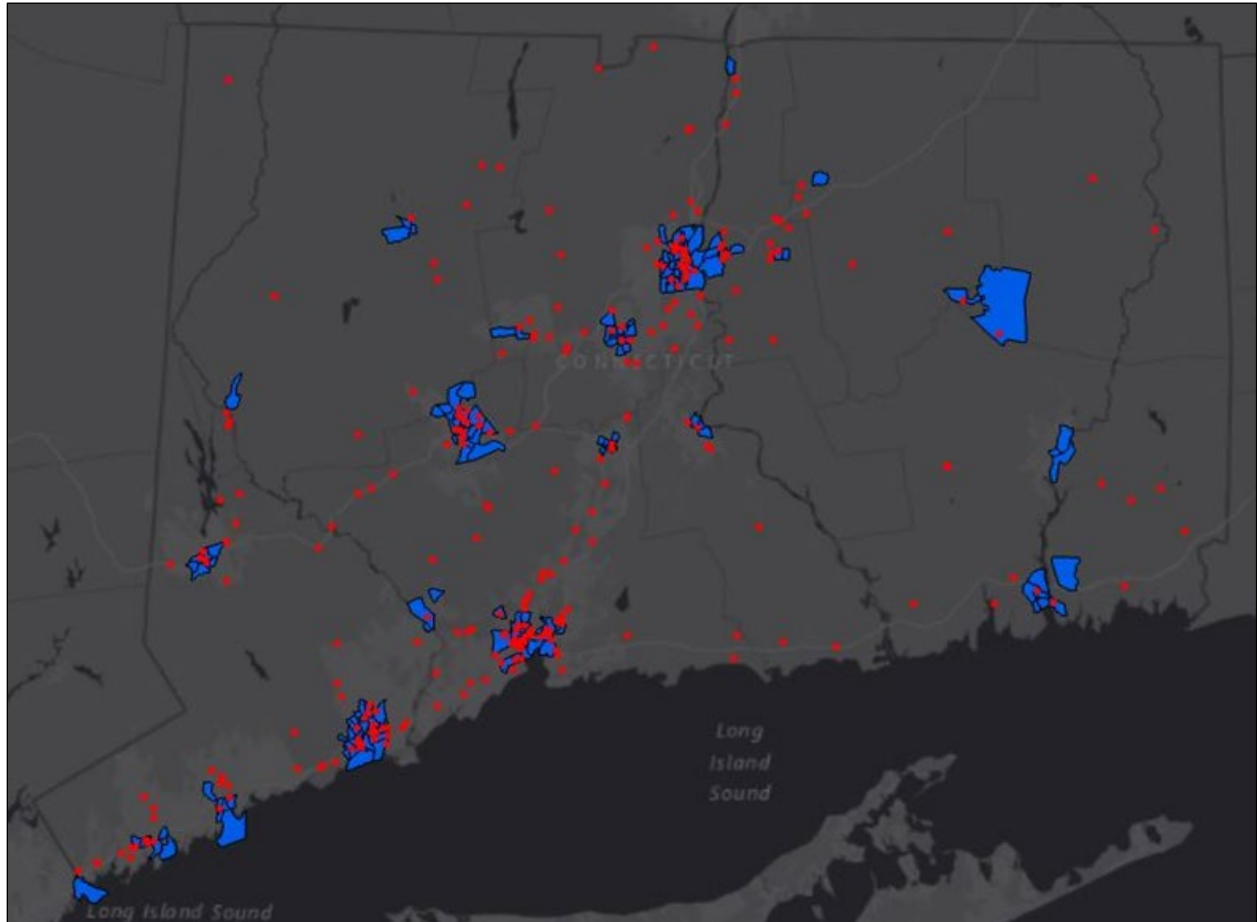 CONNECTICUT
Long
Island
Sound
Long Island Sound